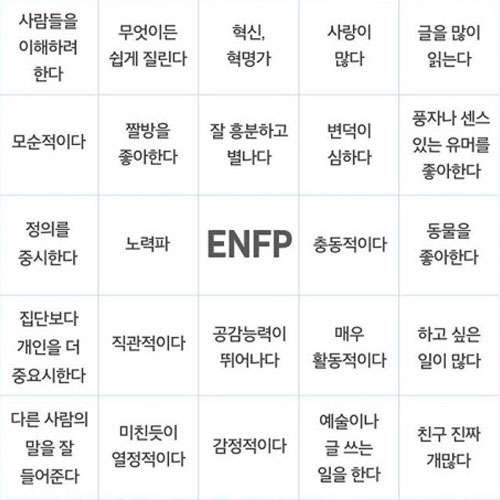 사람들을
이해하려
한다
무엇이든
쉽게 질린다
혁신,
혁명가
사랑이
많다
글을 많이
읽는다
모순적이다
짤방을
좋아한다
잘 흥분하고
별나다
변덕이
심하다
풍자나 센스
있는 유머를
좋아한다
정의를
중시한다
노력파
ENFP
충동적이다
동물을
좋아한다
집단보다
개인을 더
중요시한다
직관적이다
공감능력이
뛰어나다
매우
활동적이다
하고 싶은
일이 많다
다른 사람의
말을 잘
들어준다
미친듯이
열정적이다
감정적이다
예술이나
글 쓰는
일을 한다
친구 진짜
개많다